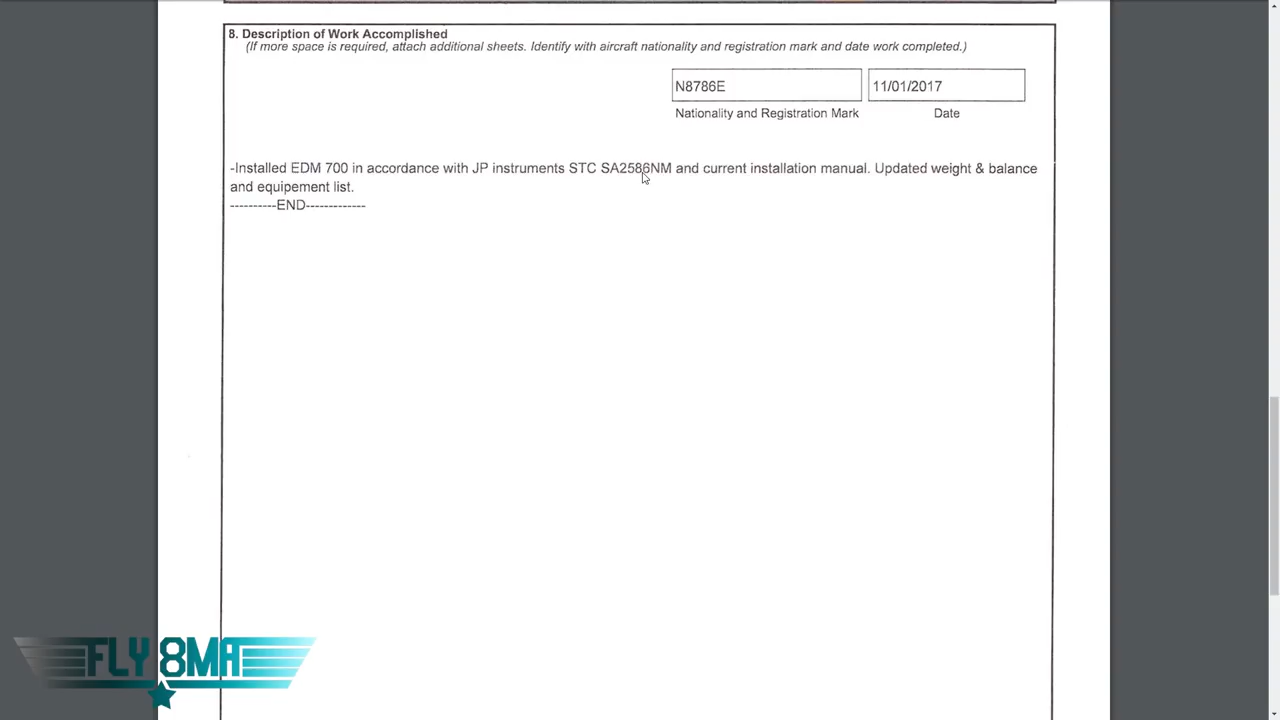 8. Description of Work Accomplished
(If more space is required, attach additional sheets. Identify with aircraft nationality and registration mark and date work completed.)
N8786E
11/01/2017
Nationality and Registration Mark
Date
-Installed EDM 700 in accordance with JP instruments STC SA2586NM and current installation manual. Updated weight & balance
and equipement list.
----------END-------------
FLY 8MA